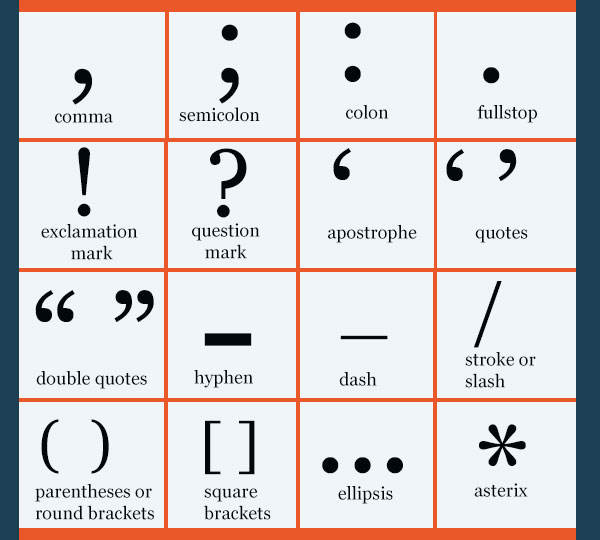 ,
;
:
.
comma
semicolon
colon
fullstop
!
?
‘
‘ ’
exclamation
mark
question
mark
apostrophe
quotes
“ ”
-
–
/
double quotes
hyphen
dash
stroke or
slash
( )
[ ]
...
*
parentheses or
round brackets
square
brackets
ellipsis
asterix